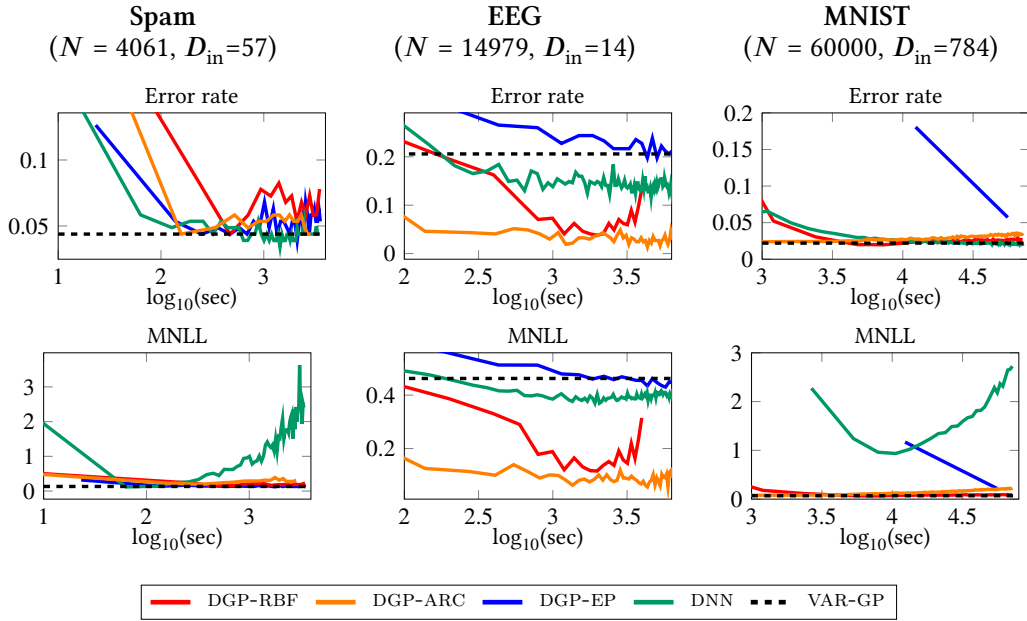 Spam
(N = 4061, D_in=57)
EEG
(N = 14979, D_in=14)
MNIST
(N = 60000, D_in=784)
Error rate
0.1
0.05
1 2 3
log10(sec)
Error rate
0.2
0.1
0
2 2.5 3 3.5
log10(sec)
Error rate
0.2
0.15
0.1
0.05
0
3 3.5 4 4.5
log10(sec)
MNLL
3
2
1
0
1 2 3
log10(sec)
MNLL
0.4
0.2
2 2.5 3 3.5
log10(sec)
MNLL
3
2
1
0
3 3.5 4 4.5
log10(sec)
DGP-RBF DGP-ARC DGP-EP DNN VAR-GP